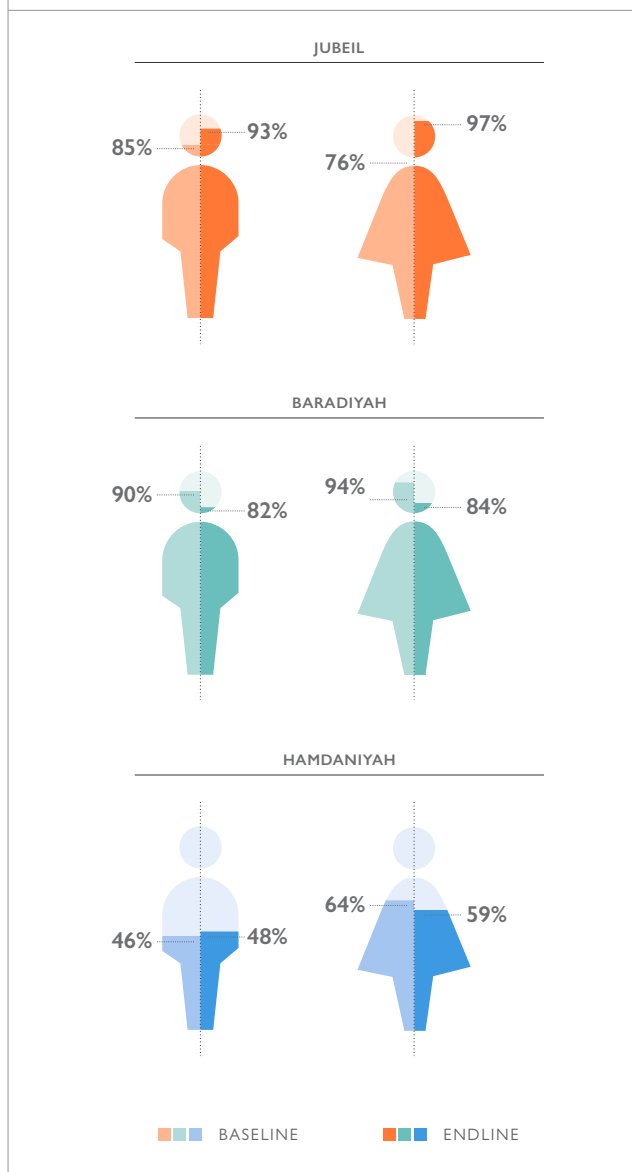 JUBEIL
93%
85%
97%
76%
BARADIYAH
90%
82%
94%
84%
HAMDANIYAH
46%
48%
64%
59%
BASELINE
ENDLINE